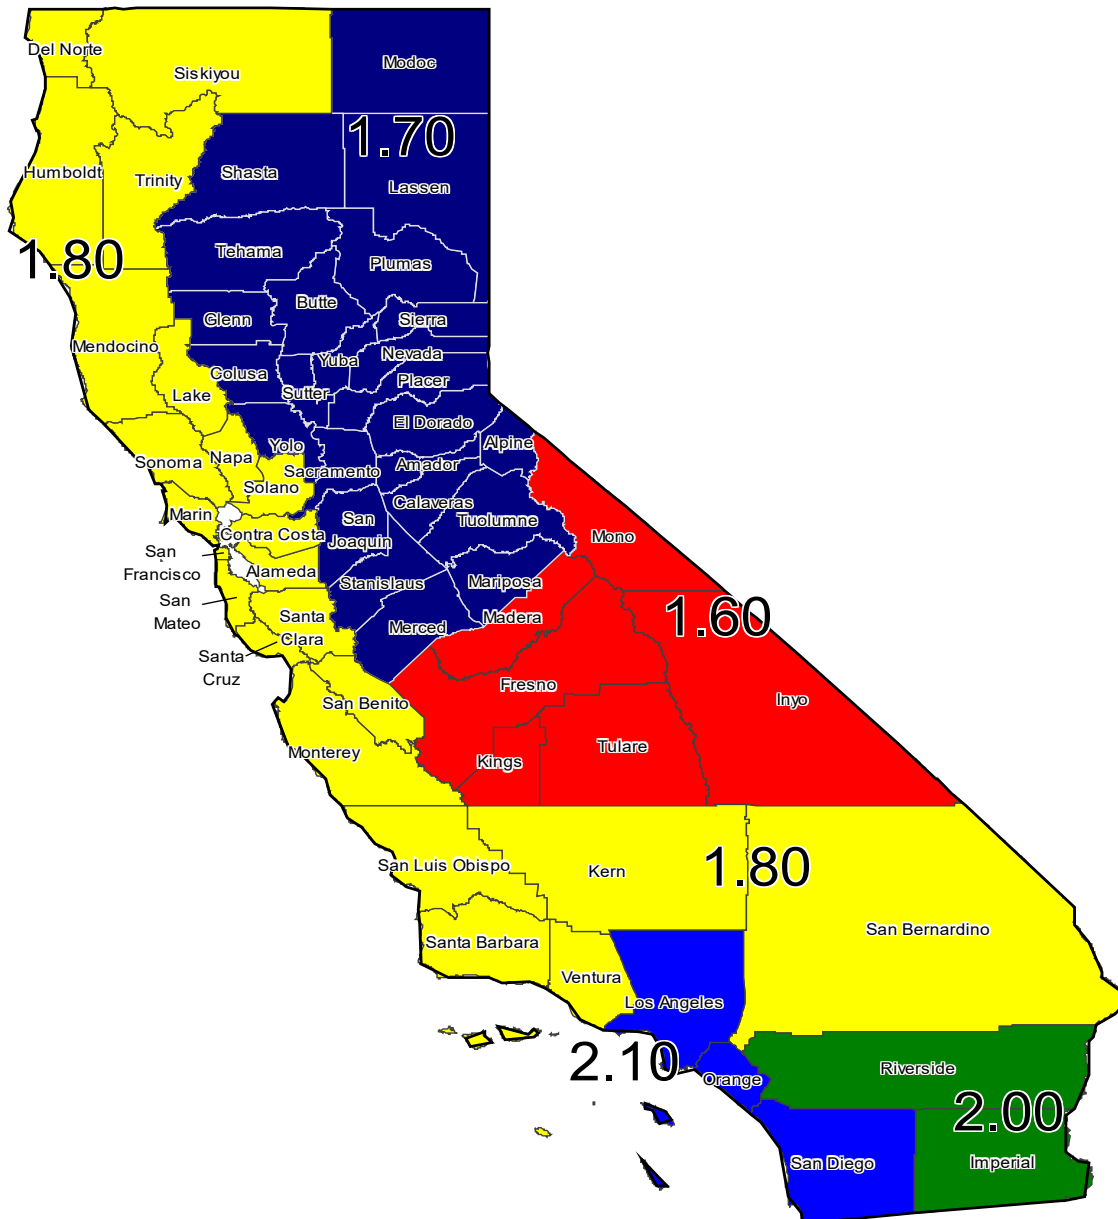 Del Norte
Siskiyou
Modoc
1.70
Humboldt
Trinity
Shasta
Lassen
1.80
Tehama
Plumas
Butte
Glenn
Sierra
Mendocino
Yuba
Nevada
Colusa
Placer
Lake
Sutter
El Dorado
Alpine
Yolo
Sonoma
Napa
Sacramento
Amador
Solano
Calaveras
Marin
San
Joaquin
Tuolumne
Contra Costa
Mono
San
Francisco
Alameda
Stanislaus
Mariposa
San
Mateo
Santa
Clara
Merced
Madera
1.60
Santa
Cruz
Fresno
Inyo
San Benito
Monterey
Kings
Tulare
San Luis Obispo
Kern
1.80
San Bernardino
Santa Barbara
Ventura
Los Angeles
2.10
Orange
Riverside
2.00
San Diego
Imperial